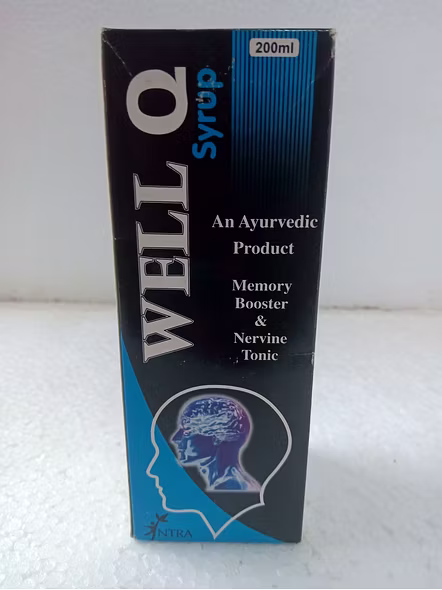 200ml
WELL Q
Syrup
An Ayurvedic
Product
Memory
Booster
&
Nervine
Tonic
NTRA